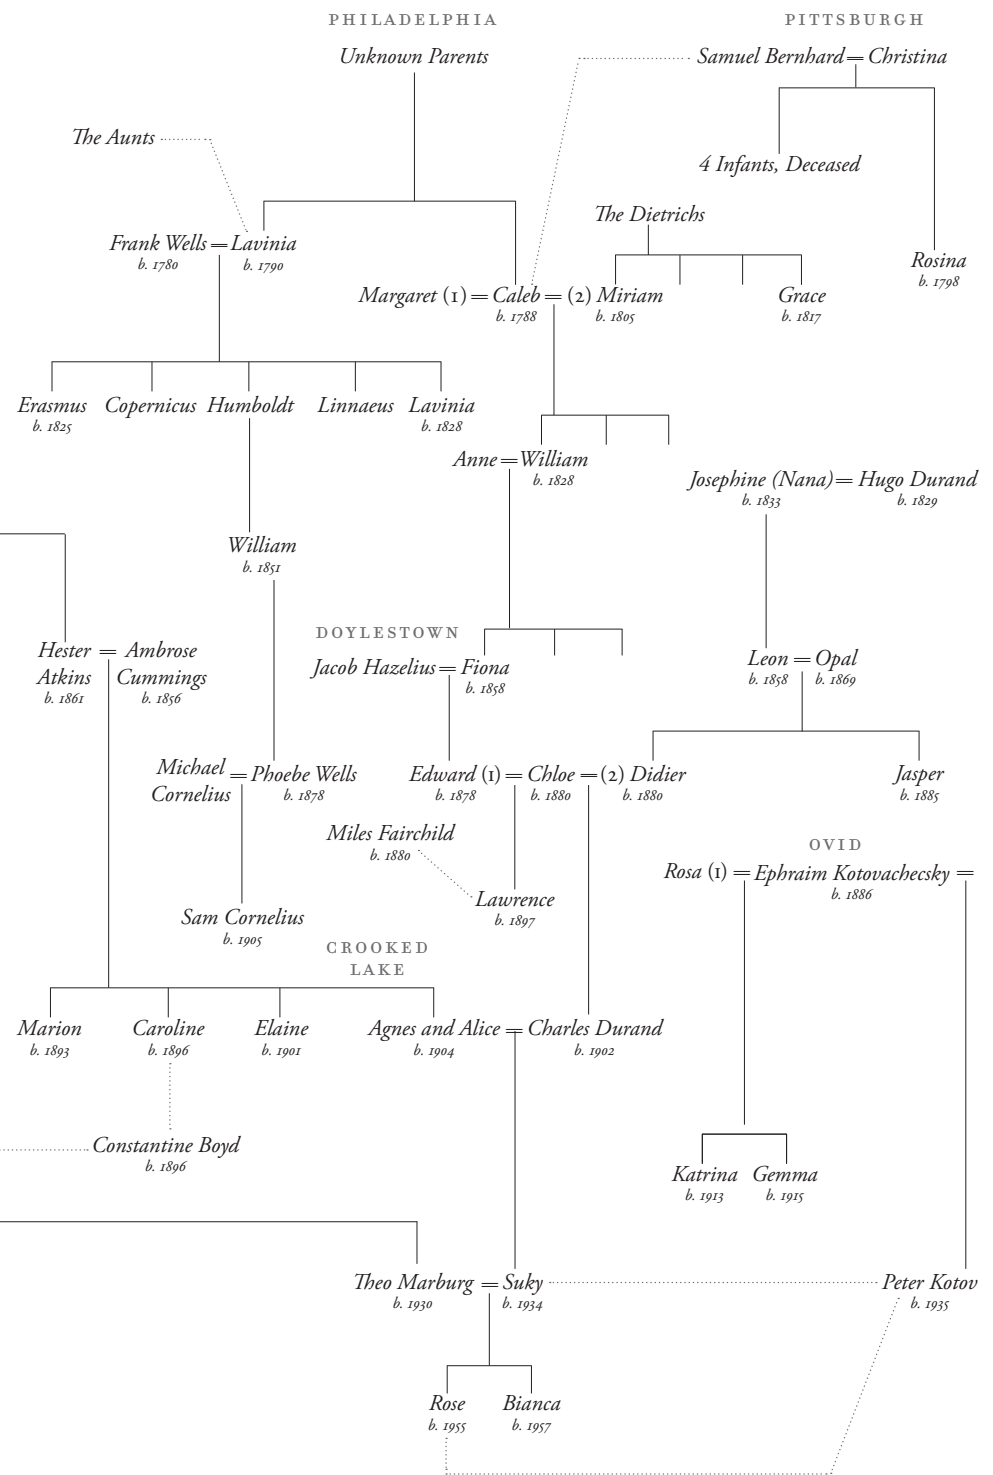 PHILADELPHIA PITTSBURGH
Unknown Parents Samuel Bernhard = Christina
The Aunts
4 Infants, Deceased
The Dietrichs
Frank Wells = Lavinia
b. 1780 b. 1790
Rosina
b. 1798
Margaret (1) = Caleb = (2) Miriam Grace
b. 1788 b. 1805 b. 1817
Erasmus Copernicus Humboldt Linnaeus Lavinia
b. 1825 b. 1828
Anne = William
b. 1828
Josephine (Nana) = Hugo Durand
b. 1833 b. 1829
William
b. 1851
DOYLESTOWN
Hester = Ambrose
Atkins Cummings
b. 1861 b. 1856
Jacob Hazelius = Fiona
b. 1858
Leon = Opal
b. 1858 b. 1869
Michael = Phoebe Wells
Cornelius b. 1878
Edward (1) = Chloe = (2) Didier Jasper
b. 1878 b. 1880 b. 1880 b. 1885
Miles Fairchild
b. 1880
OVID
Rosa (1) = Ephraim Kotovachecsky =
b. 1886
Lawrence
b. 1897
Sam Cornelius
b. 1905
CROOKED
LAKE
Marion Caroline Elaine Agnes and Alice = Charles Durand
b. 1893 b. 1896 b. 1901 b. 1904 b. 1902
Constantine Boyd
b. 1896
Katrina Gemma
b. 1913 b. 1915
Theo Marburg = Suky Peter Kotov
b. 1930 b. 1934 b. 1935
Rose Bianca
b. 1955 b. 1957